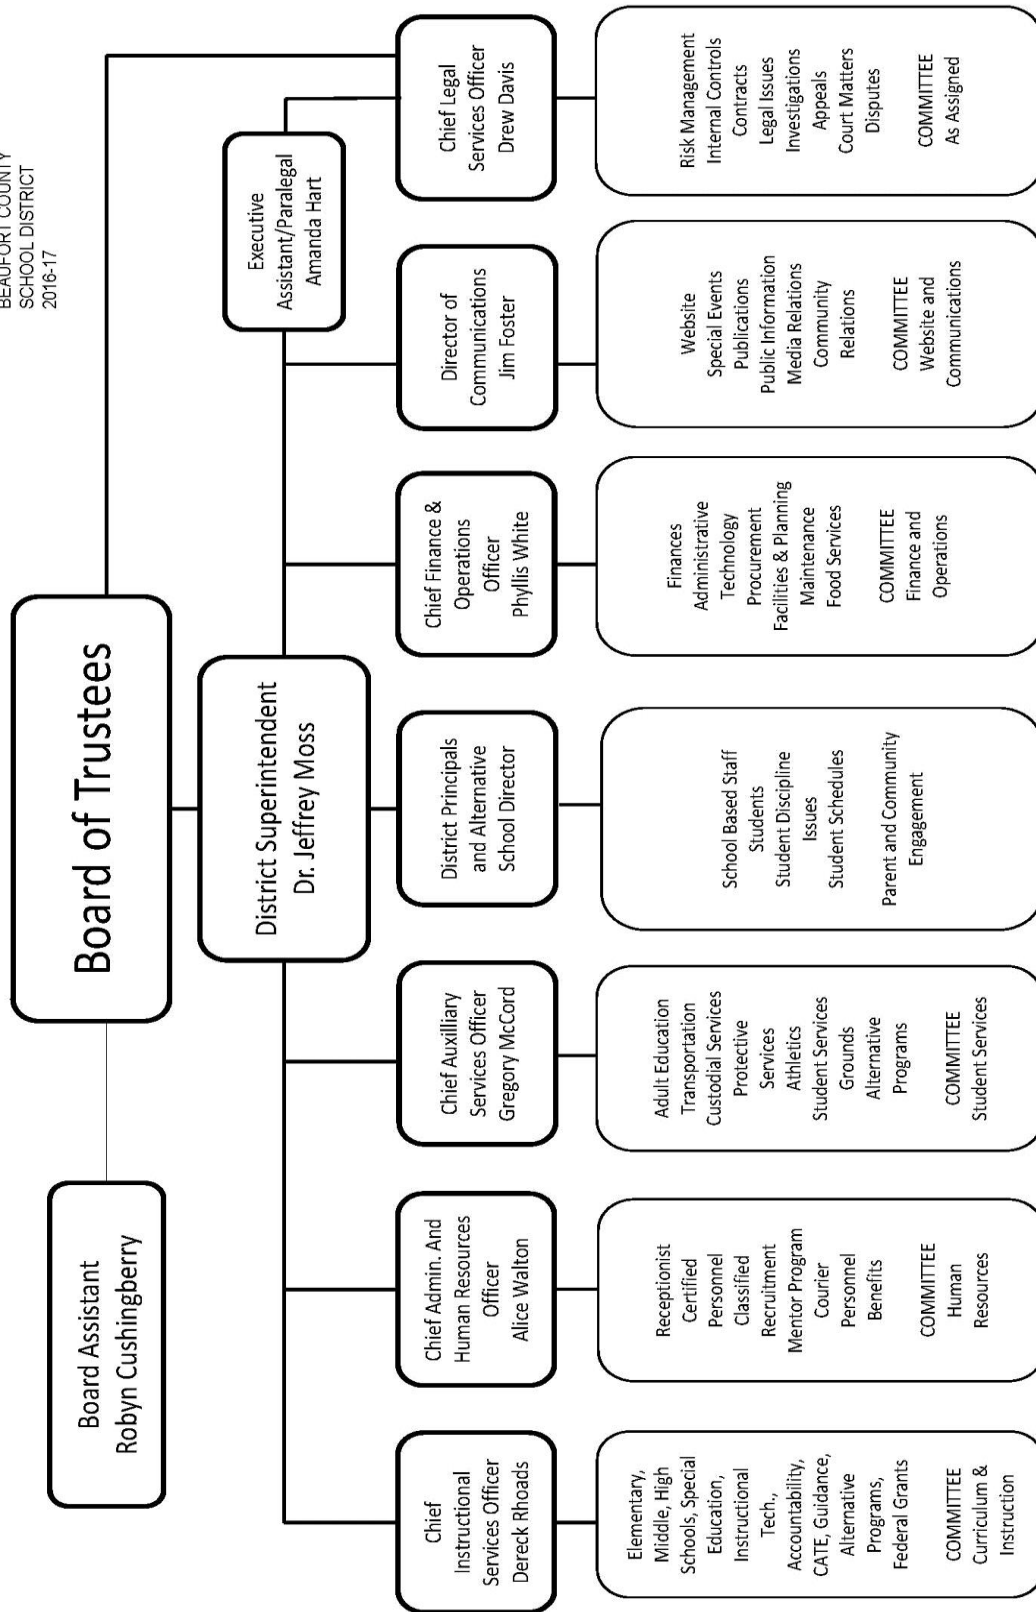 BEAUFORT COUNTY
SCHOOL DISTRICT
2016-17
Board of Trustees
Board Assistant
Robyn Cushingberry
District Superintendent
Dr. Jeffrey Moss
Executive
Assistant/Paralegal
Amanda Hart
Chief
Instructional
Services Officer
Dereck Rhoads
Chief Admin. And
Human Resources
Officer
Alice Walton
Chief Auxilliary
Services Officer
Gregory McCord
District Principals
and Alternative
School Director
Chief Finance &
Operations
Officer
Phyllis White
Director of
Communications
Jim Foster
Chief Legal
Services Officer
Drew Davis
Elementary,
Middle, High
Schools, Special
Education,
Instructional
Tech.,
Accountability,
CATE, Guidance,
Alternative
Programs,
Federal Grants
COMMITTEE
Curriculum &
Instruction
Receptionist
Certified
Personnel
Classified
Recruitment
Mentor Program
Courier
Personnel
Benefits
COMMITTEE
Human
Resources
Adult Education
Transportation
Custodial Services
Protective
Services
Athletics
Student Services
Grounds
Alternative
Programs
COMMITTEE
Student Services
School Based Staff
Students
Student Discipline
Issues
Student Schedules
Parent and Community
Engagement
Finances
Administrative
Technology
Procurement
Facilities & Planning
Maintenance
Food Services
COMMITTEE
Finance and
Operations
Website
Special Events
Publications
Public Information
Media Relations
Community
Relations
COMMITTEE
Website and
Communications
Risk Management
Internal Controls
Contracts
Legal Issues
Investigations
Appeals
Court Matters
Disputes
COMMITTEE
As Assigned